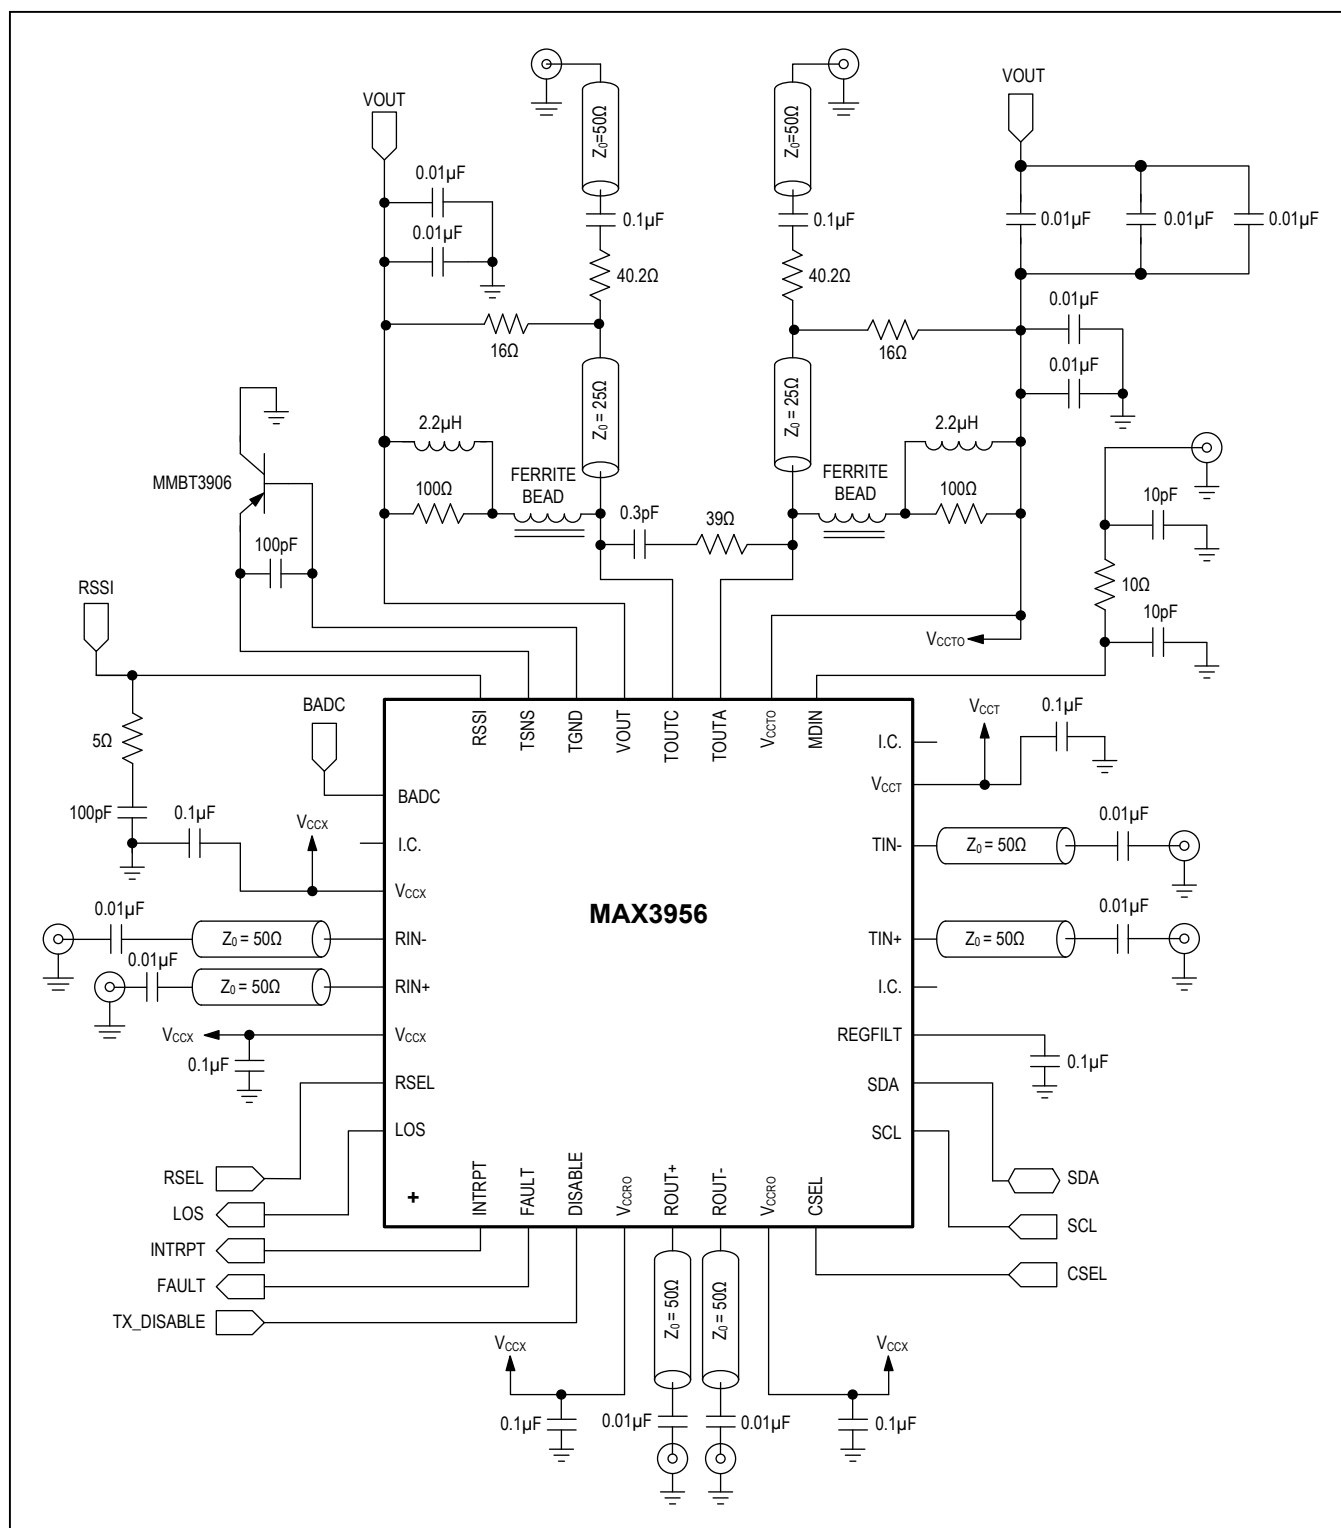 VOUT
VOUT
Z0=50Ω
Z0=50Ω
0.01µF
0.01µF
0.1µF
0.1µF
0.01µF
0.01µF
0.01µF
40.2Ω
40.2Ω
0.01µF
0.01µF
16Ω
16Ω
Z0 = 25Ω
Z0 = 25Ω
2.2µH
2.2µH
MMBT3906
FERRITE
BEAD
FERRITE
BEAD
100Ω
100Ω
10pF
0.3pF
39Ω
100pF
10Ω
RSSI
10pF
VCCTO
BADC
RSSI
TSNS
TGND
VOUT
TOUTC
TOUTA
VCCTO
MDIN
VCCT
0.1µF
5Ω
I.C.
VCCT
BADC
100pF
0.1µF
VCCX
I.C.
TIN-
Z0 = 50Ω
0.01µF
VCCX
MAX3956
0.01µF
Z0 = 50Ω
RIN-
TIN+
Z0 = 50Ω
0.01µF
0.01µF
Z0 = 50Ω
RIN+
I.C.
VCCX
VCCX
REGFILT
0.1µF
0.1µF
RSEL
SDA
LOS
SCL
RSEL
+
INTRPT
FAULT
DISABLE
VCCRO
ROUT+
ROUT-
VCCRO
CSEL
SDA
LOS
SCL
INTRPT
CSEL
FAULT
Z0 = 50Ω
Z0 = 50Ω
TX_DISABLE
VCCX
VCCX
0.1µF
0.01µF
0.01µF
0.1µF